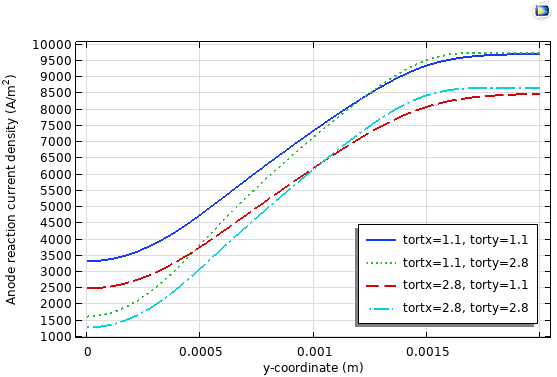 10000
9500
9000
8500
8000
7500
7000
6500
6000
5500
5000
4500
4000
3500
3000
2500
2000
1500
1000
Anode reaction current density (A/m²)
tortx=1.1, torty=1.1
tortx=1.1, torty=2.8
tortx=2.8, torty=1.1
tortx=2.8, torty=2.8
0 0.0005 0.001 0.0015
y-coordinate (m)